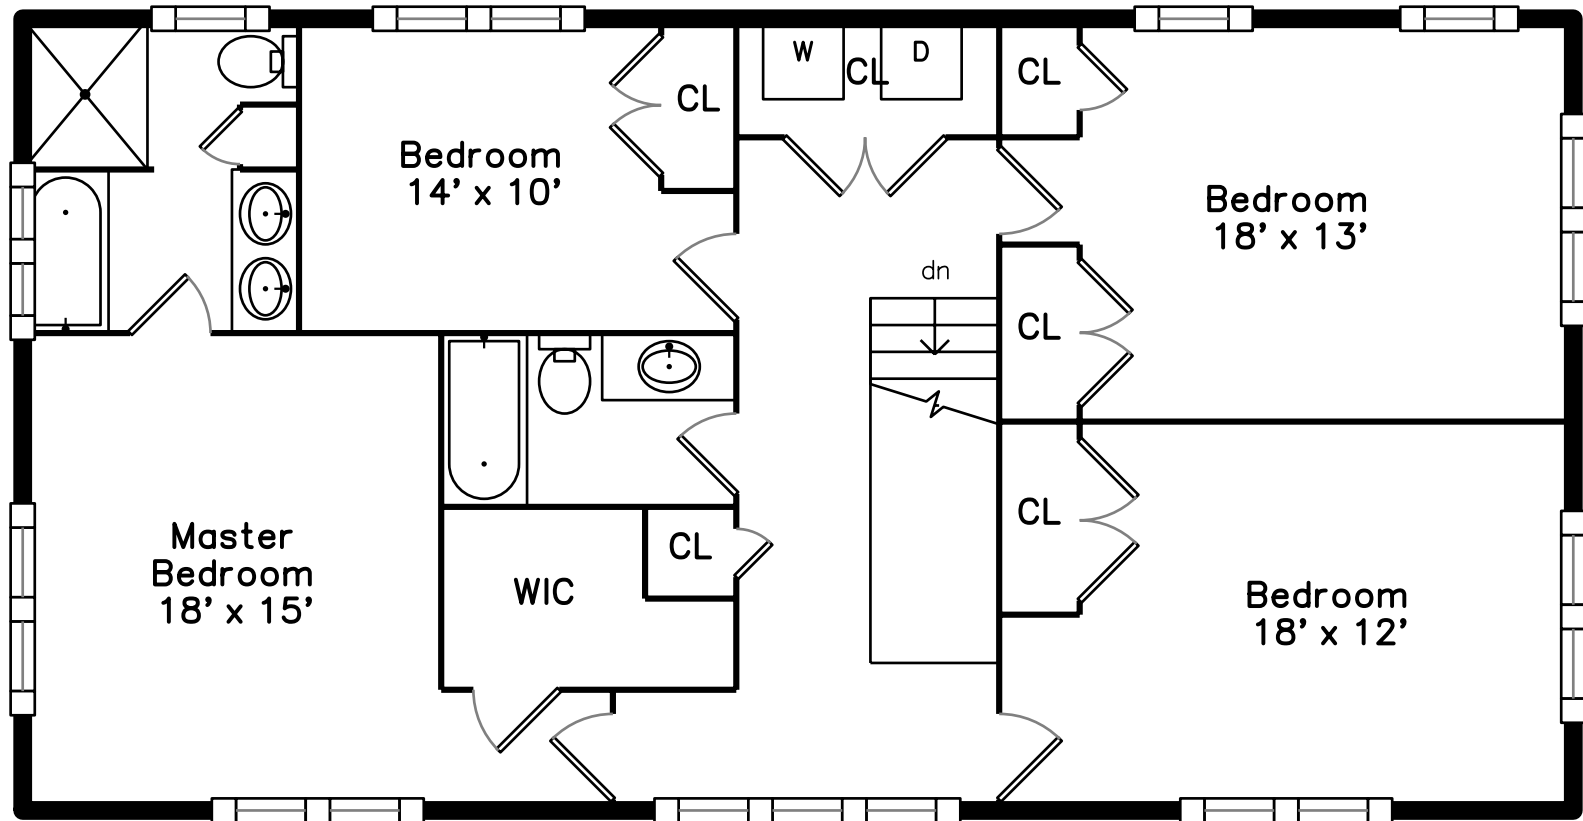 W
CL
D
CL
CL
Bedroom
14' x 10'
Bedroom
18' x 13'
dn
CL
CL
Master
Bedroom
18' x 15'
WIC
CL
Bedroom
18' x 12'